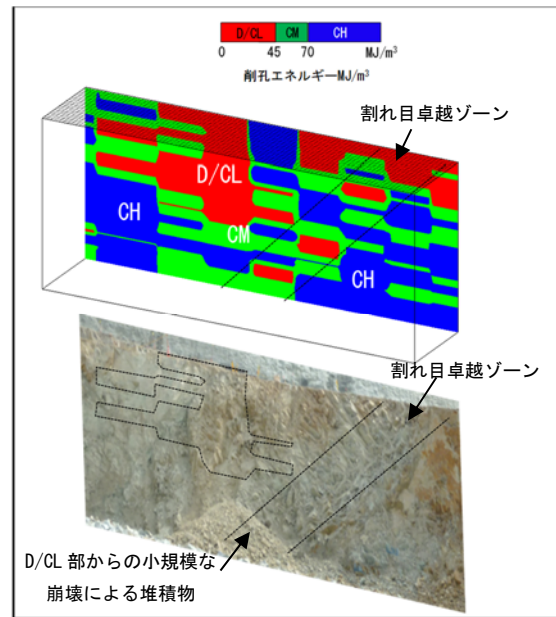 D/CL CM CH
0 45 70 MJ/m³
削孔エネルギーMJ/m³
割れ目卓越ゾーン
D/CL
CH
CM
CH
割れ目卓越ゾーン
D/CL 部からの小規模な
崩壊による堆積物